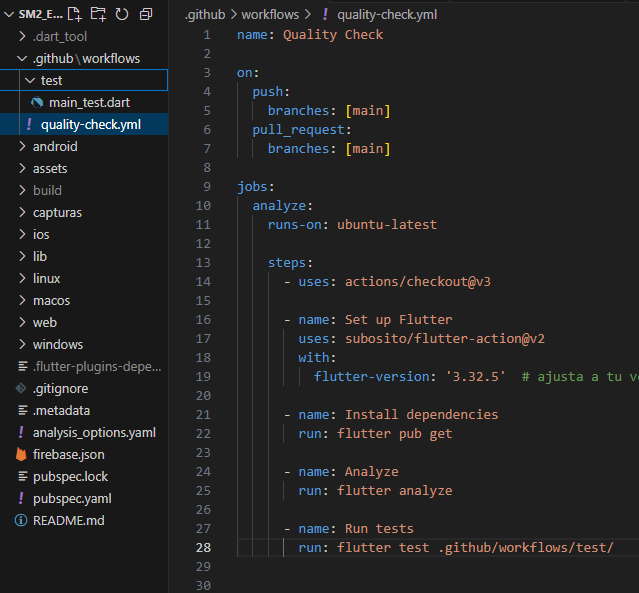 SM2_E...
.dart_tool
.github\workflows
test
main_test.dart
! quality-check.yml
android
assets
build
capturas
ios
lib
linux
macos
web
windows
.flutter-plugins-depe...
.gitignore
.metadata
! analysis_options.yaml
firebase.json
pubspec.lock
! pubspec.yaml
README.md
.github > workflows > ! quality-check.yml
1 name: Quality Check
2
3 on:
4 push:
5 branches: [main]
6 pull_request:
7 branches: [main]
8
9 jobs:
10 analyze:
11 runs-on: ubuntu-latest
12
13 steps:
14 - uses: actions/checkout@v3
15
16 - name: Set up Flutter
17 uses: subosito/flutter-action@v2
18 with:
19 flutter-version: '3.32.5' # ajusta a tu
20
21 - name: Install dependencies
22 run: flutter pub get
23
24 - name: Analyze
25 run: flutter analyze
26
27 - name: Run tests
28 run: flutter test .github/workflows/test/
29
30